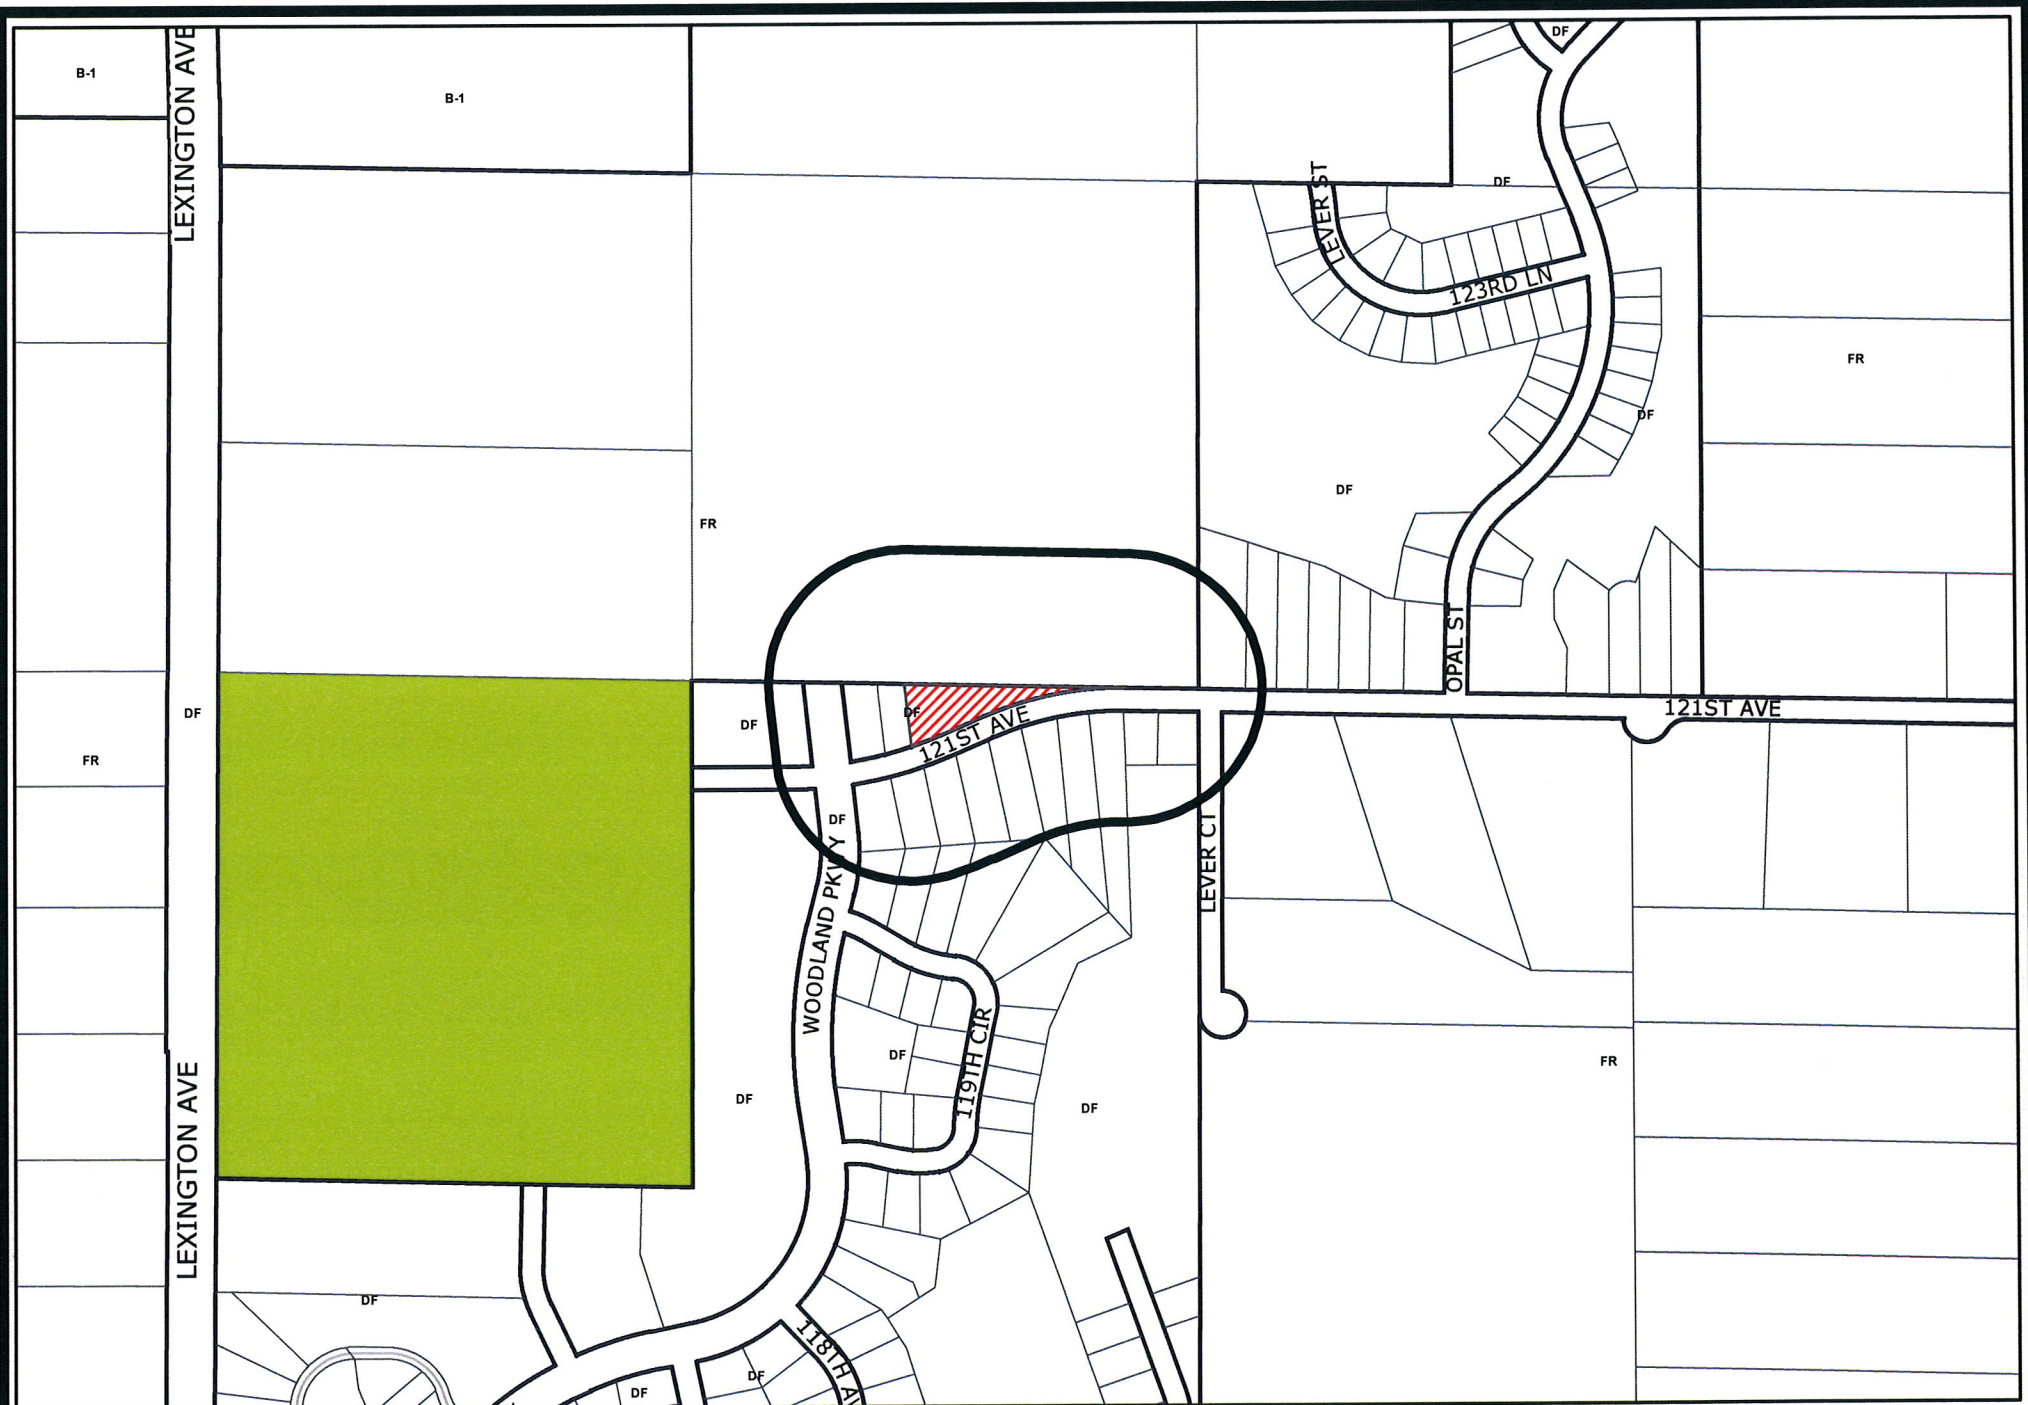 DF
B-1
B-1
LEXINGTON AVE
LEVER ST
DF
123RD LN
FR
DF
DF
FR
OPAL ST
DF
DF
DF
121ST AVE
121ST AVE
FR
DF
LEVER CT
WOODLAND PKWY
DF
119TH CIR
FR
DF
DF
LEXINGTON AVE
DF
118TH AV
DF
DF